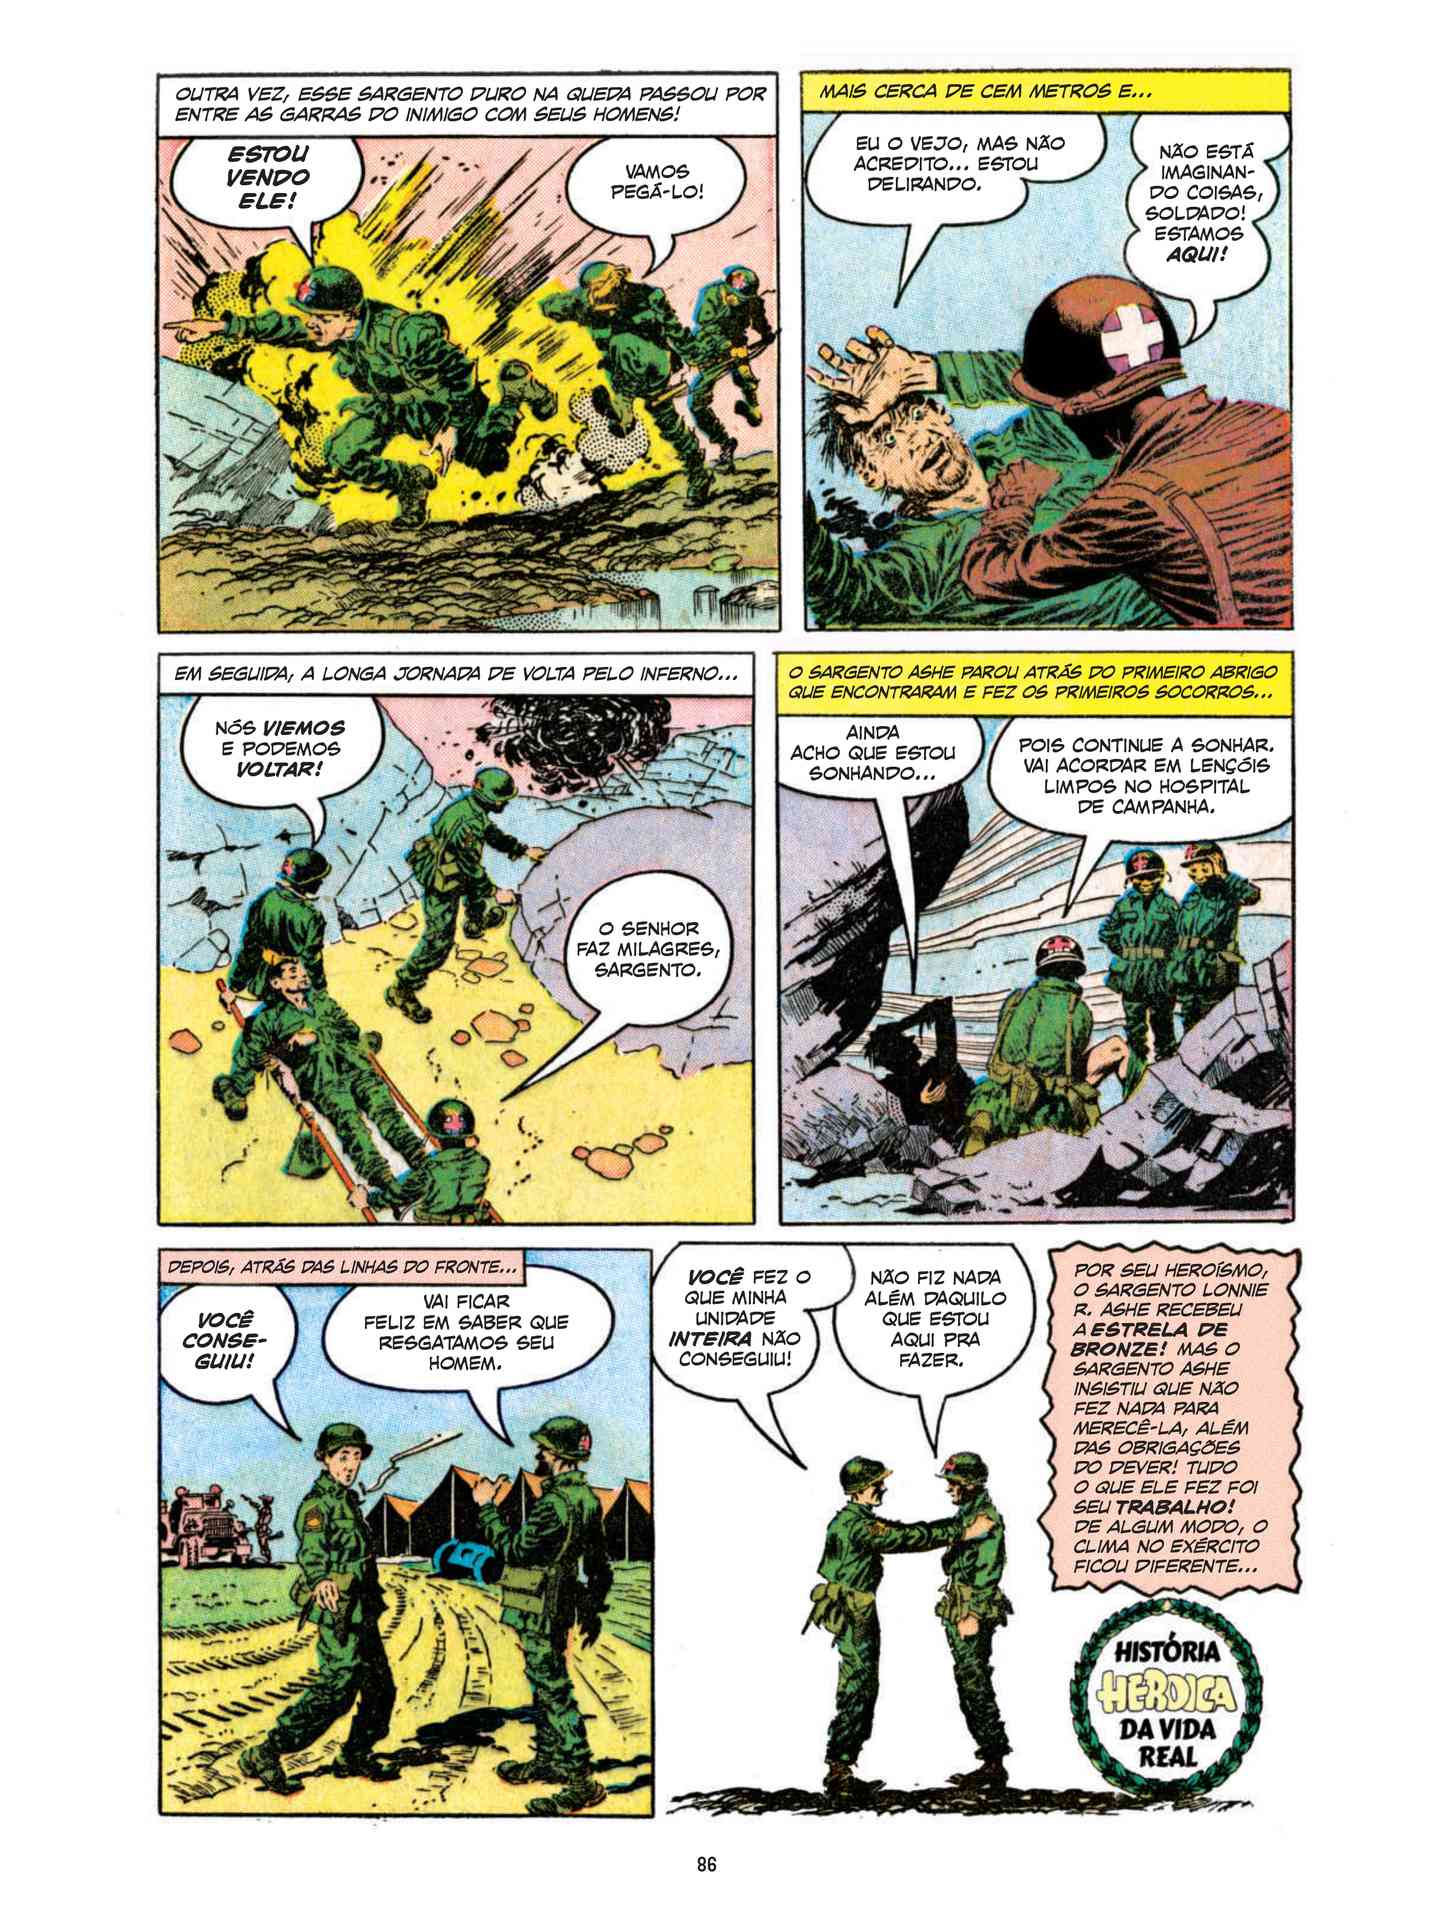 OUTRA VEZ, ESSE SARGENTO DURO NA QUEDA PASSOU POR
ENTRE AS GARRAS DO INIMIGO COM SEUS HOMENS!
ESTOU
VENDO
ELE!
VAMOS
PEGÁ-LO!
MAIS CERCA DE CEM METROS E...
EU O VEJO, MAS NÃO
ACREDITO... ESTOU
DELIRANDO.
NÃO ESTÁ
IMAGINAN-
DO COISAS,
SOLDADO!
ESTAMOS
AQUI!
EM SEGUIDA, A LONGA JORNADA DE VOLTA PELO INFERNO...
NÓS VIEMOS
E PODEMOS
VOLTAR!
O SENHOR
FAZ MILAGRES,
SARGENTO.
O SARGENTO ASHE PAROU ATRÁS DO PRIMEIRO ABRIGO
QUE ENCONTRARAM E FEZ OS PRIMEIROS SOCORROS...
AINDA
ACHO QUE ESTOU
SONHANDO...
POIS CONTINUE A SONHAR.
VAI ACORDAR EM LENÇÓIS
LIMPOS NO HOSPITAL
DE CAMPANHA.
DEPOIS, ATRÁS DAS LINHAS DO FRONTE...
VOCÊ
CONSE-
GUIU!
VAI FICAR
FELIZ EM SABER QUE
RESGATAMOS SEU
HOMEM.
VOCÊ FEZ O
QUE MINHA
UNIDADE
INTEIRA NÃO
CONSEGUIU!
NÃO FIZ NADA
ALÉM DAQUILO
QUE ESTOU
AQUI PRA
FAZER.
POR SEU HEROÍSMO,
O SARGENTO LONNIE
R. ASHE RECEBEU
A ESTRELA DE
BRONZE! MAS O
SARGENTO ASHE
INSISTIU QUE NÃO
FEZ NADA PARA
MERECÊ-LA, ALÉM
DAS OBRIGAÇÕES
DO DEVER! TUDO
O QUE ELE FEZ FOI
SEU TRABALHO!
DE ALGUM MODO, O
CLIMA NO EXÉRCITO
FICOU DIFERENTE...
HISTÓRIA
HEROICA
DA VIDA
REAL
86